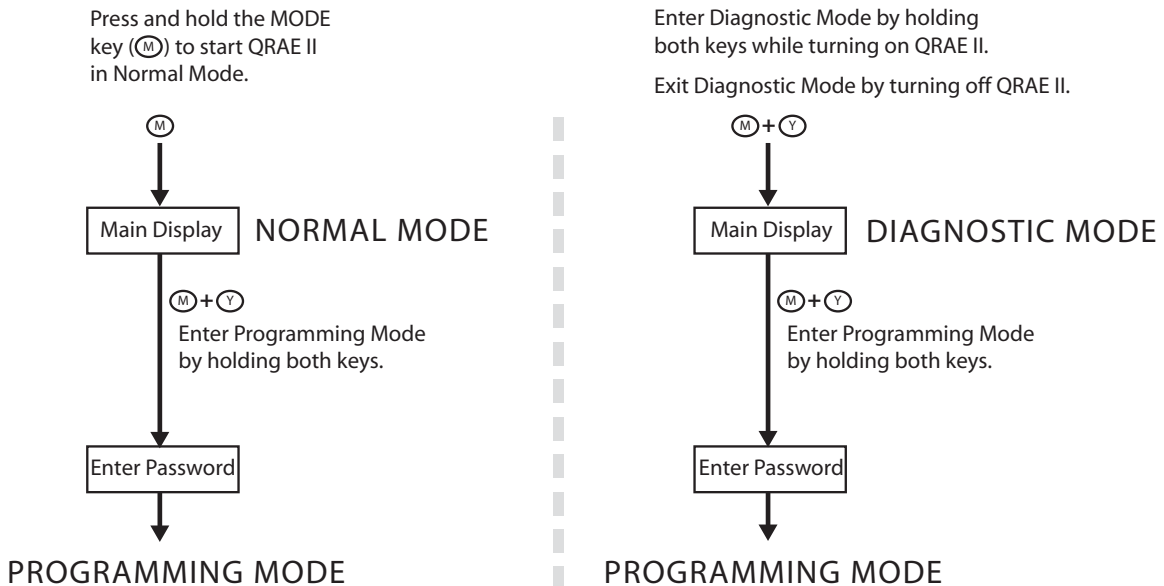 Press and hold the MODE
key (M) to start QRAE II
in Normal Mode.
M
Main Display
NORMAL MODE
M + Y
Enter Programming Mode
by holding both keys.
Enter Password
PROGRAMMING MODE
Enter Diagnostic Mode by holding
both keys while turning on QRAE II.
Exit Diagnostic Mode by turning off QRAE II.
M + Y
Main Display
DIAGNOSTIC MODE
M + Y
Enter Programming Mode
by holding both keys.
Enter Password
PROGRAMMING MODE